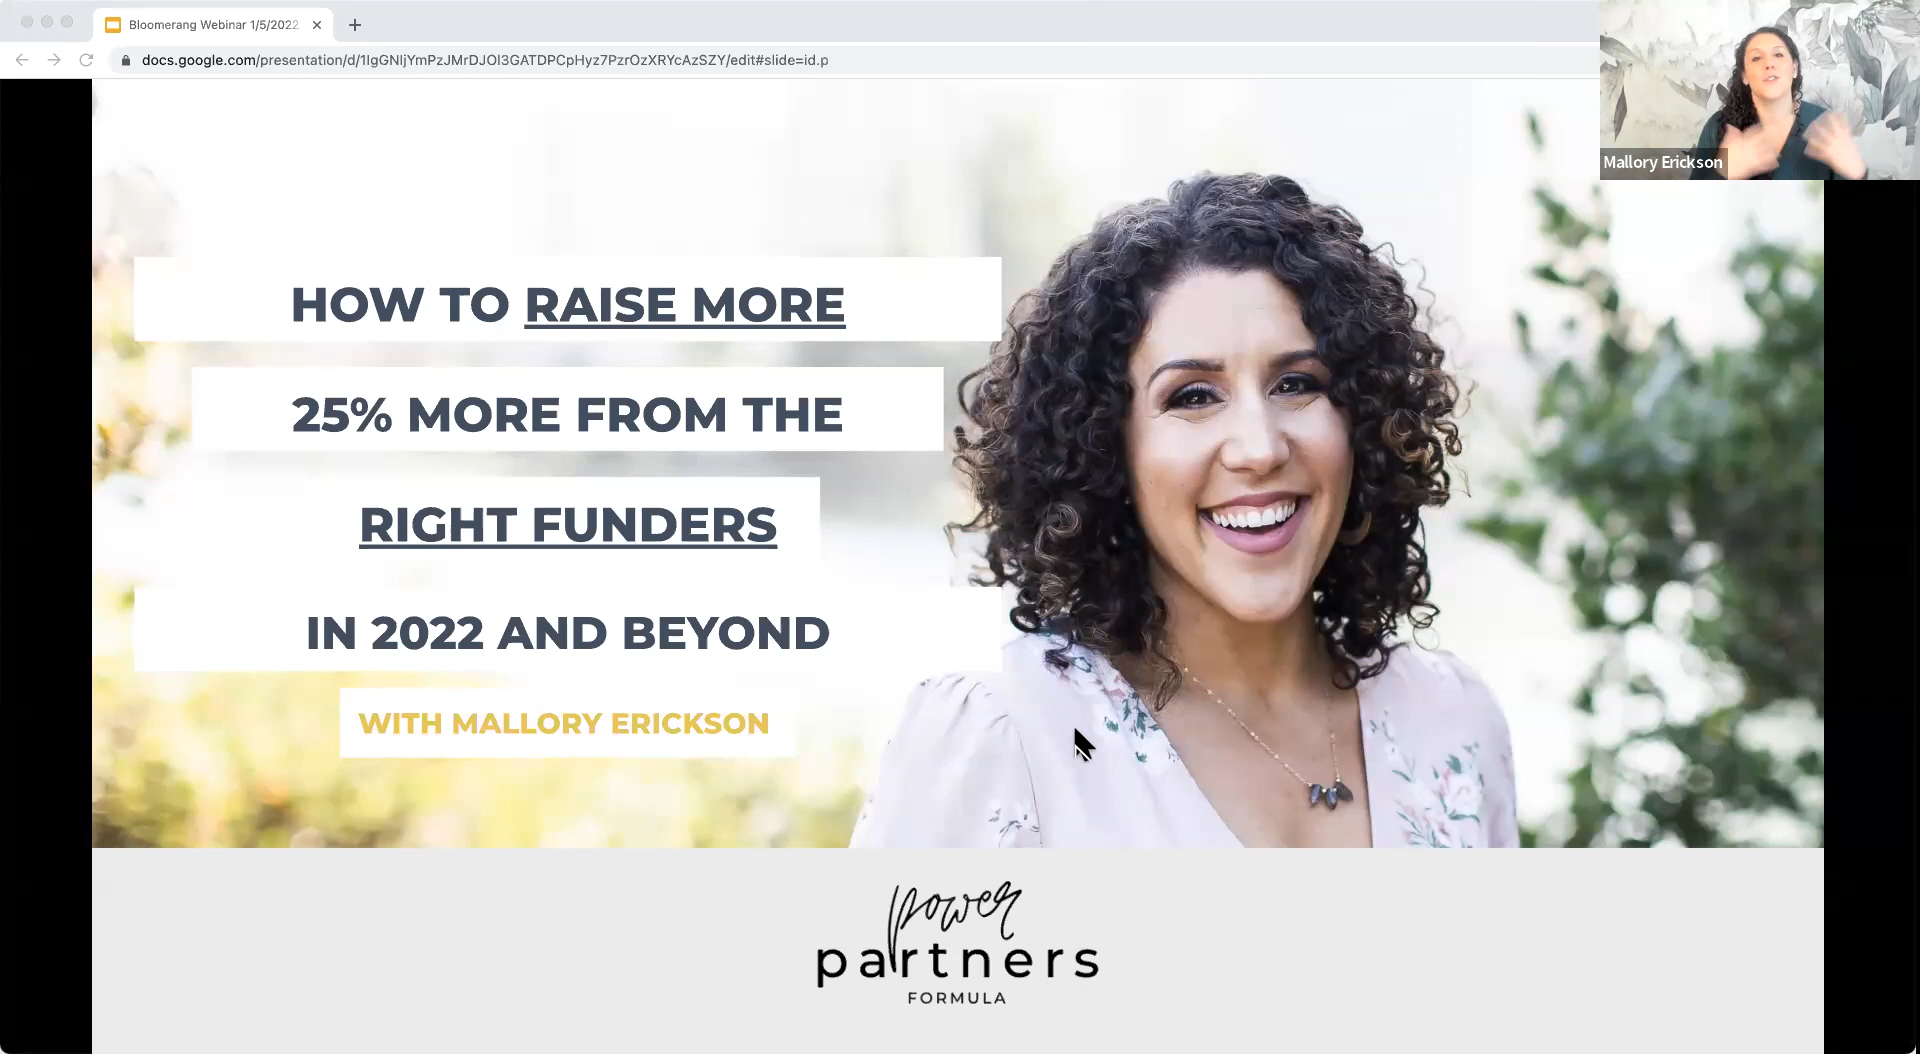 Bloomerang Webinar 1/5/2022
docs.google.com/presentation/d/1IgGNljYmPzJMrDJOl3GATDPCpHyz7PzrOzXRYcAzSZY/edit#slide=id.p
Mallory Erickson
HOW TO RAISE MORE
25% MORE FROM THE
RIGHT FUNDERS
IN 2022 AND BEYOND
WITH MALLORY ERICKSON
power
partners
FORMULA